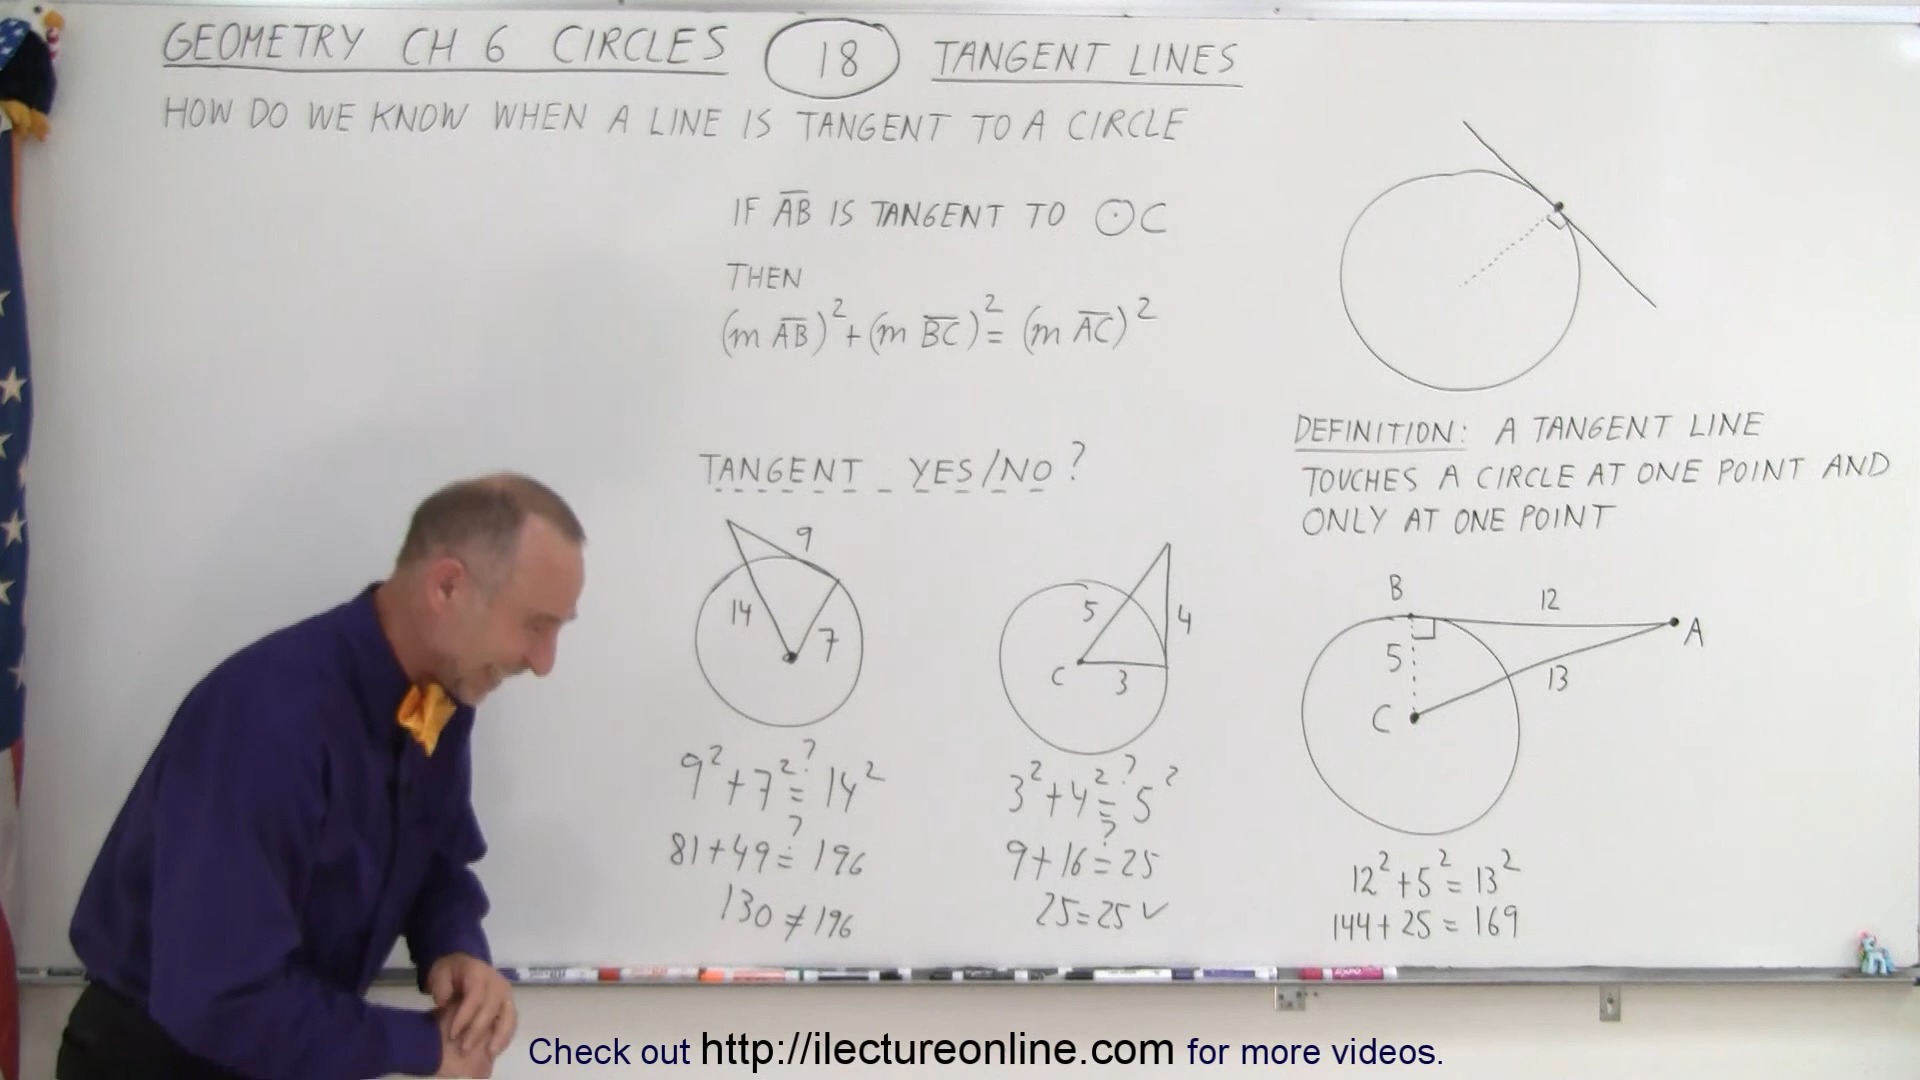 GEOMETRY CH 6 CIRCLES 18 TANGENT LINES
HOW DO WE KNOW WHEN A LINE IS TANGENT TO A CIRCLE
IF A̅B̅ IS TANGENT TO ⊙C
THEN
(m A̅B̅)² + (m B̅C̅)² = (m A̅C̅)²
DEFINITION: A TANGENT LINE
TOUCHES A CIRCLE AT ONE POINT AND
ONLY AT ONE POINT
TANGENT YES/NO?
9
14
7
9² + 7² ≟ 14²
81 + 49 ≟ 196
130 ≠ 196
5
4
C
3
3² + 4² ≟ 5²
9 + 16 ≟ 25
25 = 25 ✓
B
12
A
5
13
C
12² + 5² = 13²
144 + 25 = 169
Check out http://ilectureonline.com for more videos.